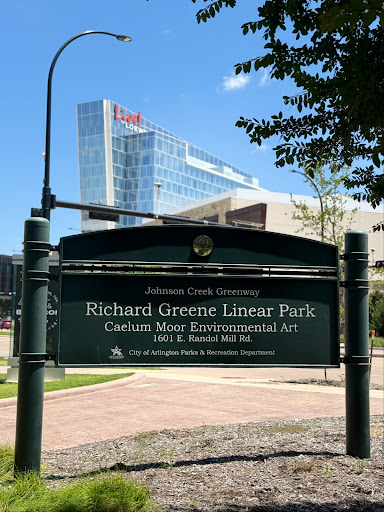 Live!
Johnson Creek Greenway
Richard Greene Linear Park
Caelum Moor Environmental Art
1601 E. Randol Mill Rd.
City of Arlington Parks & Recreation Department